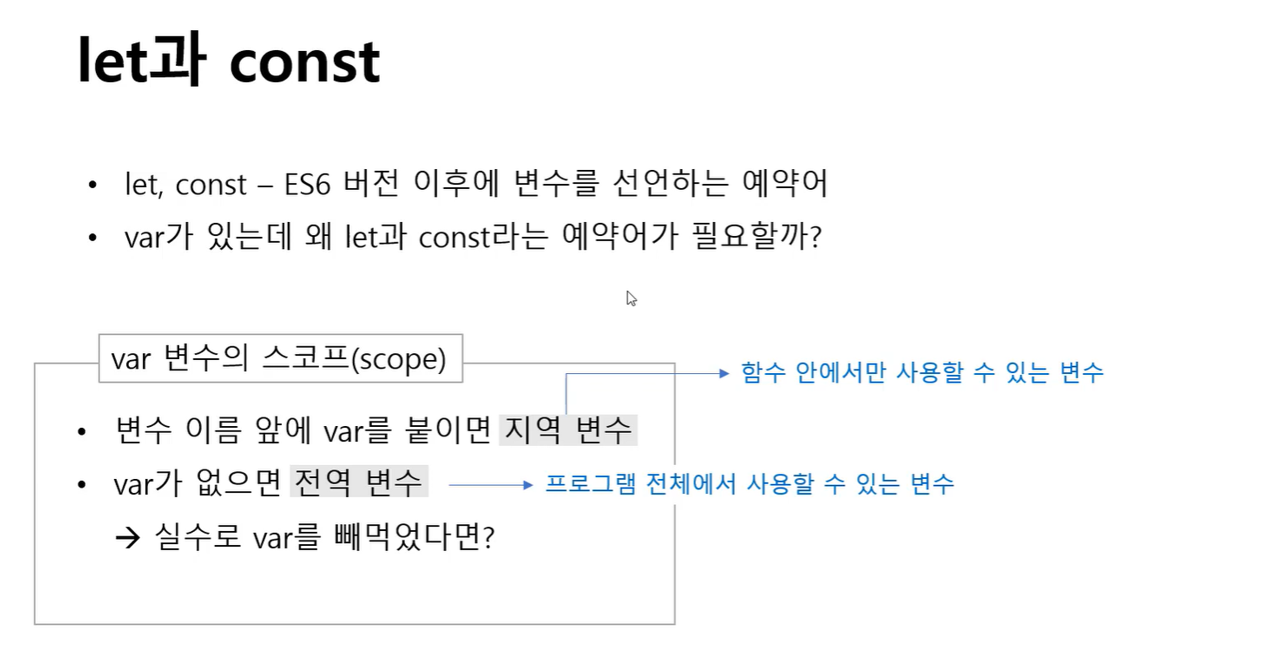 let과 const
• let, const – ES6 버전 이후에 변수를 선언하는 예약어
• var가 있는데 왜 let과 const라는 예약어가 필요할까?
var 변수의 스코프(scope)
함수 안에서만 사용할 수 있는 변수
• 변수 이름 앞에 var를 붙이면 지역 변수
• var가 없으면 전역 변수
프로그램 전체에서 사용할 수 있는 변수
→ 실수로 var를 빼먹었다면?